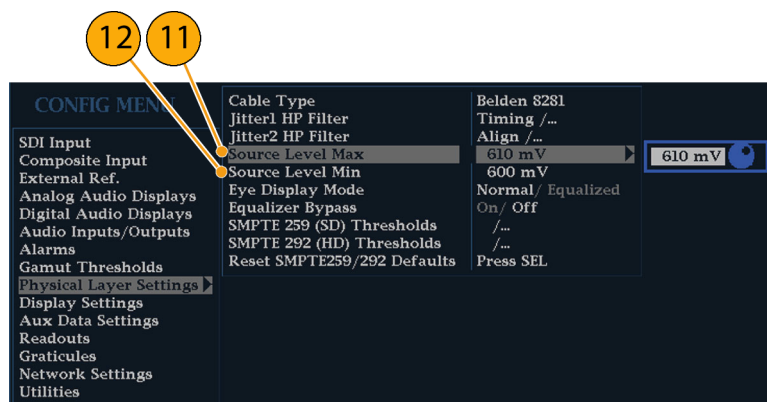 12 11
CONFIG MENU
SDI Input
Composite Input
External Ref.
Analog Audio Displays
Digital Audio Displays
Audio Inputs/Outputs
Alarms
Gamut Thresholds
Physical Layer Settings
Display Settings
Aux Data Settings
Readouts
Graticules
Network Settings
Utilities
Cable Type Belden 8281
Jitter1 HP Filter Timing /...
Jitter2 HP Filter Align /...
Source Level Max 610 mV
Source Level Min 600 mV
Eye Display Mode Normal/ Equalized
Equalizer Bypass On/ Off
SMPTE 259 (SD) Thresholds /...
SMPTE 292 (HD) Thresholds /...
Reset SMPTE259/292 Defaults Press SEL
610 mV